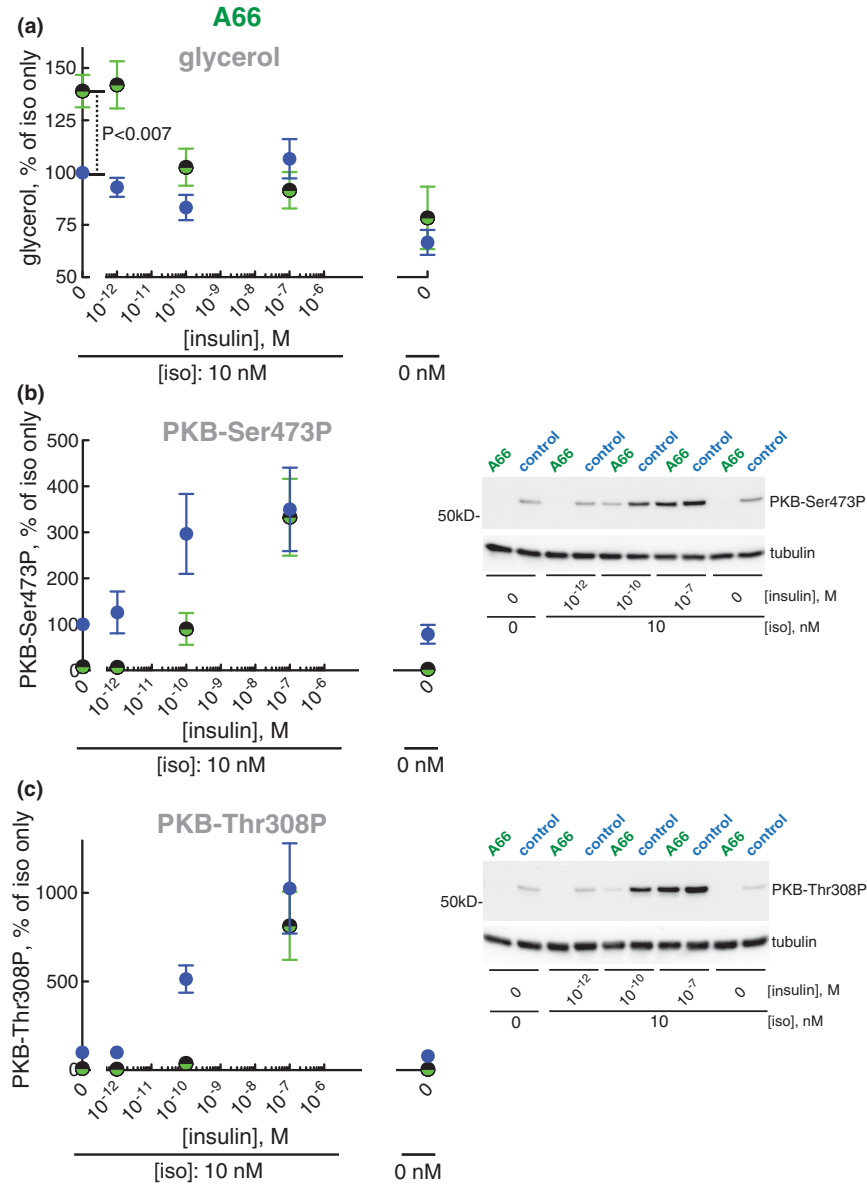 (a)
A66
glycerol
glycerol, % of iso only
150
125
100
75
50
P<0.007
0
10-12
10-11
10-10
10-9
10-8
10-7
10-6
0
[insulin], M
[iso]: 10 nM
0 nM
(b)
PKB-Ser473P
PKB-Ser473P, % of iso only
500
400
300
200
100
0
0
10-12
10-11
10-10
10-9
10-8
10-7
10-6
0
[insulin], M
[iso]: 10 nM
0 nM
A66 control A66 control A66 control A66 control A66 control
50kD-
PKB-Ser473P
tubulin
0 10-12 10-10 10-7 0 [insulin], M
0 10 [iso], nM
(c)
PKB-Thr308P
PKB-Thr308P, % of iso only
1000
500
0
0
10-12
10-11
10-10
10-9
10-8
10-7
10-6
0
[insulin], M
[iso]: 10 nM
0 nM
A66 control A66 control A66 control A66 control A66 control
50kD-
PKB-Thr308P
tubulin
0 10-12 10-10 10-7 0 [insulin], M
0 10 [iso], nM